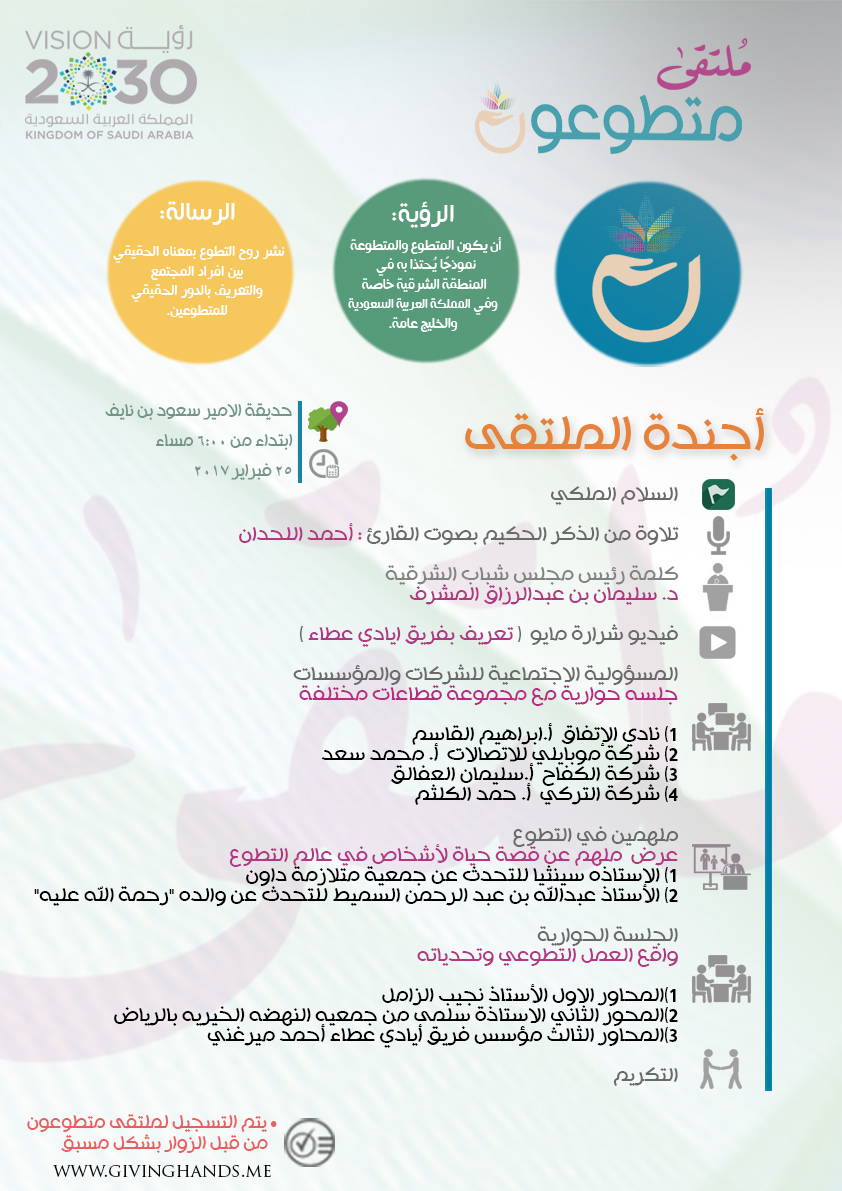 VISION رؤيـــة
2030
المملكة العربية السعودية
KINGDOM OF SAUDI ARABIA
مُلتقى
متطوعون
الرؤية:
أن يكون المتطوع والمتطوعة
نموذجًا يُحتذا به في
المنطقة الشرقية خاصة
وفي المملكة العربية السعودية
والخليج عامة.
الرسالة:
نشر روح التطوع بمعناه الحقيقي
بين افراد المجتمع
والتعريف بالدور الحقيقي
للمتطوعين.
حديقة الامير سعود بن نايف
ابتداء من ٦:٠٠ مساء
٢٥ فبراير ٢٠١٧
أجندة الملتقى
السلام الملكي
تلاوة من الذكر الحكيم بصوت القارئ : أحمد اللحدان
كلمة رئيس مجلس شباب الشرقية
د. سليمان بن عبدالرزاق المشرف
فيديو شرارة مايو ( تعريف بفريق ايادي عطاء )
المسؤولية الاجتماعية للشركات والمؤسسات
جلسه حوارية مع مجموعة قطاعات مختلفة
1) نادي الإتفاق أ.ابراهيم القاسم
2) شركة موبايلي للاتصالات أ. محمد سعد
3) شركة الكفاح أ.سليمان العفالق
4) شركة التركي أ. حمد الكلثم
ملهمين في التطوع
عرض ملهم عن قصة حياة لأشخاص في عالم التطوع
1) الإستاذه سينثيا للتحدث عن جمعية متلازمة داون
2) الأستاذ عبدالله بن عبد الرحمن السميط للتحدث عن والده "رحمة الله عليه"
الجلسة الحوارية
واقع العمل التطوعي وتحدياته
1)المحاور الاول الأستاذ نجيب الزامل
2)المحور الثاني الاستاذة سلمى من جمعيه النهضه الخيريه بالرياض
3)المحاور الثالث مؤسس فريق أيادي عطاء أحمد ميرغني
التكريم
• يتم التسجيل لملتقى متطوعون
من قبل الزوار بشكل مسبق
WWW.GIVINGHANDS.ME